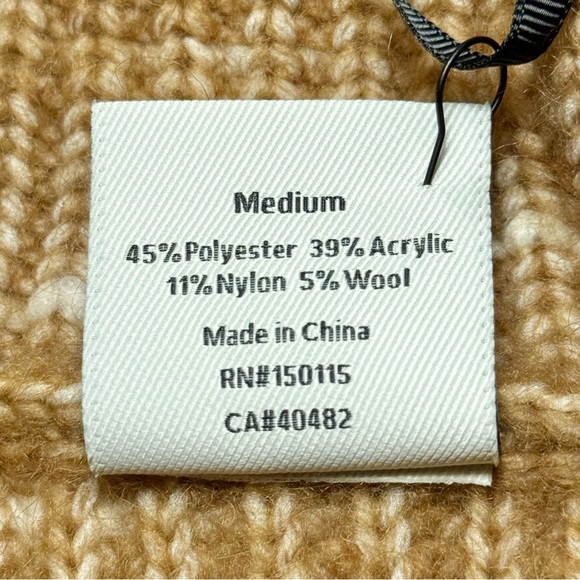 Medium
45% Polyester 39% Acrylic
11% Nylon 5% Wool
Made in China
RN#150115
CA#40482